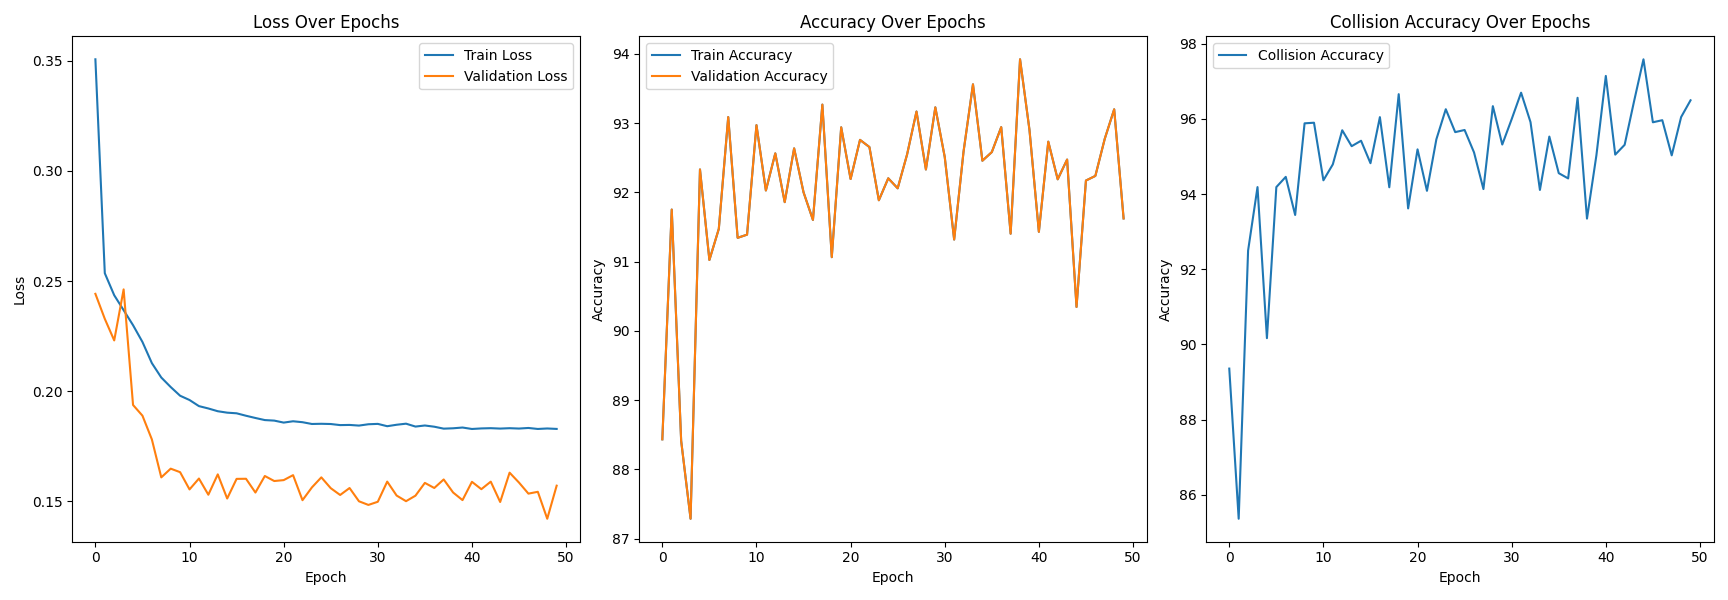 Loss Over Epochs
Train Loss
Validation Loss
0.35
0.30
0.25
0.20
0.15
Loss
0 10 20 30 40 50
Epoch
Accuracy Over Epochs
Train Accuracy
Validation Accuracy
94
93
92
91
90
89
88
87
Accuracy
0 10 20 30 40 50
Epoch
Collision Accuracy Over Epochs
Collision Accuracy
98
96
94
92
90
88
86
Accuracy
0 10 20 30 40 50
Epoch